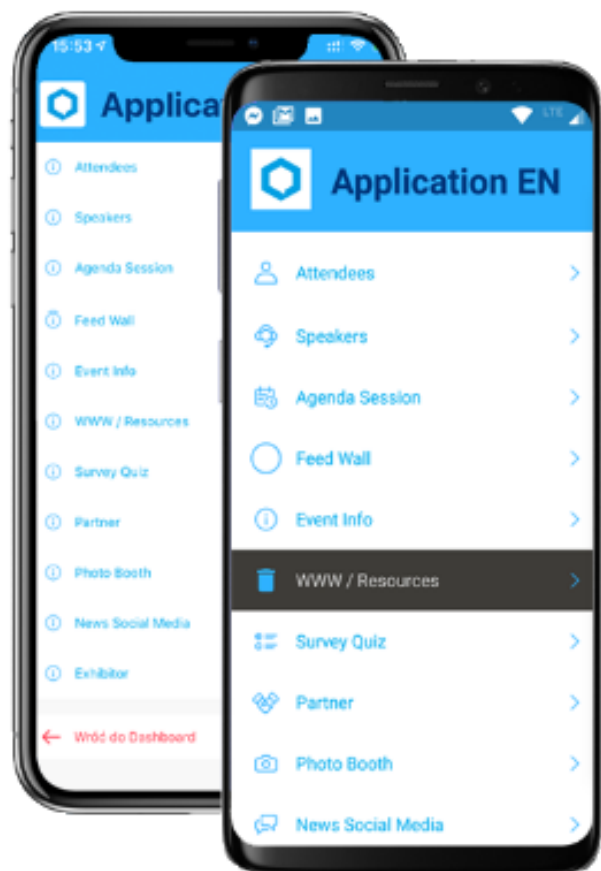 15:53
Applica
Attendees
Speakers
Agenda Session
Feed Wall
Event Info
WWW / Resources
Survey Quiz
Partner
Photo Booth
News Social Media
Exhibitor
Wróć do Dashboard
LTE
Application EN
Attendees
Speakers
Agenda Session
Feed Wall
Event Info
WWW / Resources
Survey Quiz
Partner
Photo Booth
News Social Media